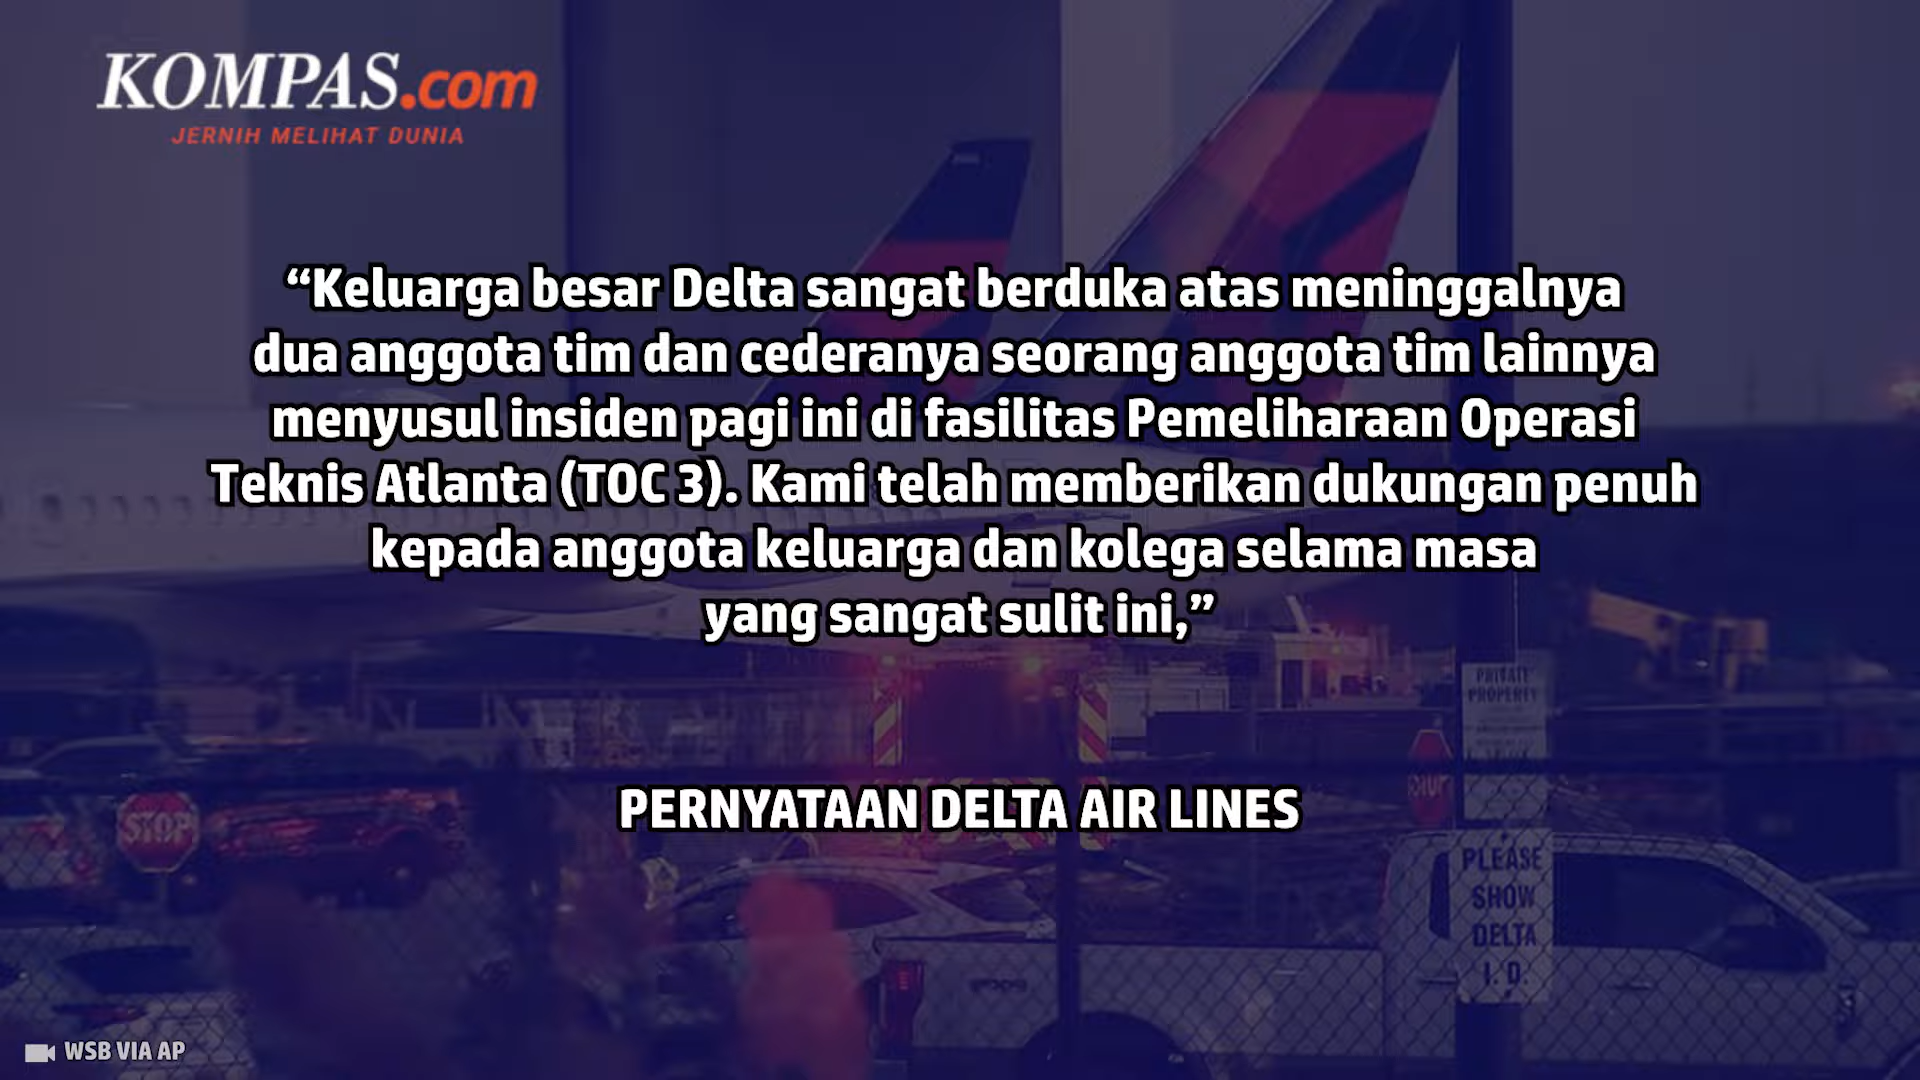 KOMPAS.com
JERNIH MELIHAT DUNIA
“Keluarga besar Delta sangat berduka atas meninggalnya
dua anggota tim dan cederanya seorang anggota tim lainnya
menyusul insiden pagi ini di fasilitas Pemeliharaan Operasi
Teknis Atlanta (TOC 3). Kami telah memberikan dukungan penuh
kepada anggota keluarga dan kolega selama masa
yang sangat sulit ini,”
PRIVATE
PROPERTY
STOP
PERNYATAAN DELTA AIR LINES
PLEASE
SHOW
DELTA
I.D.
WSB VIA AP